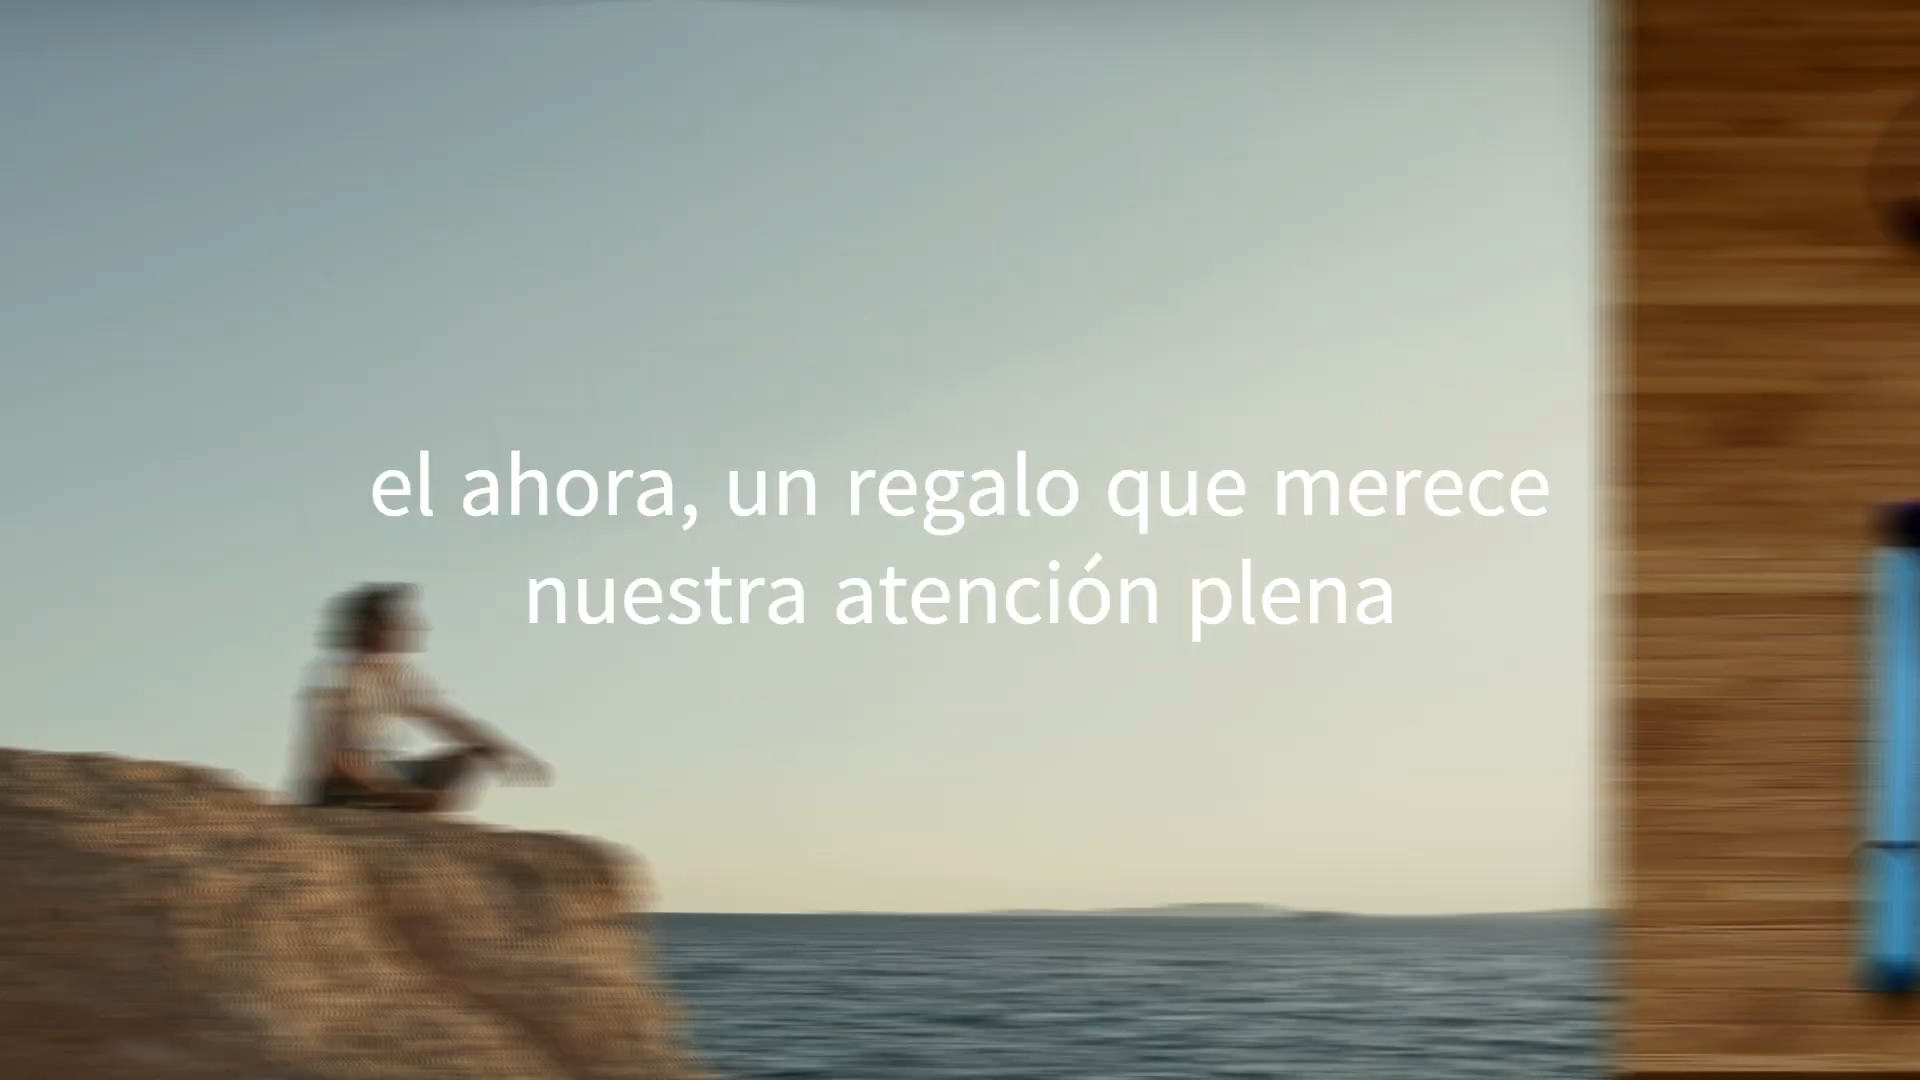 el ahora, un regalo que merece
nuestra atención plena